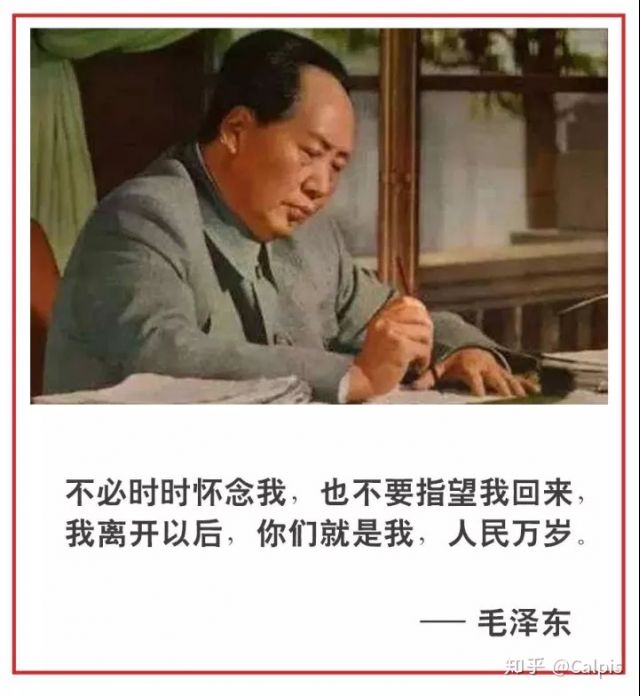 不必时时怀念我，也不要指望我回来，
我离开以后，你们就是我，人民万岁。
—— 毛泽东
知乎 @Calpis